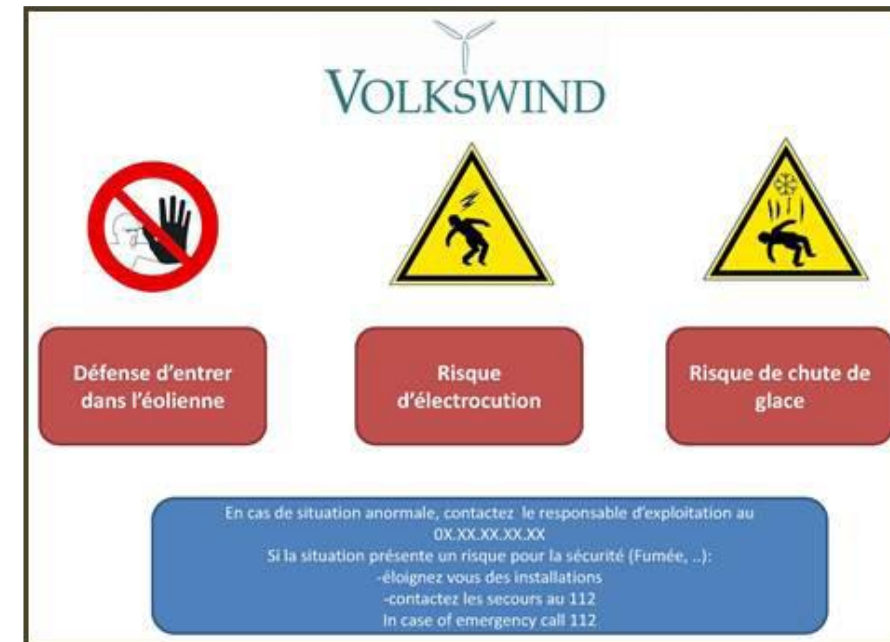 VOLKSWIND
Défense d'entrer
dans l'éolienne
Risque
d'électrocution
Risque de chute de
glace
En cas de situation anormale, contactez le responsable d'exploitation au
0X.XX.XX.XX.XX
Si la situation présente un risque pour la sécurité (Fumée, ..):
-éloignez vous des installations
-contactez les secours au 112
In case of emergency call 112